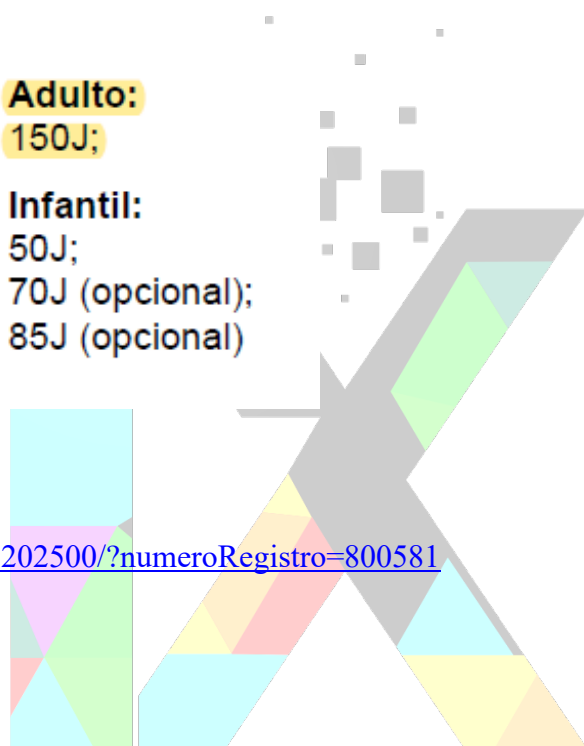 Adulto:
150J;
Infantil:
50J;
70J (opcional);
85J (opcional)
202500/?numeroRegistro=800581